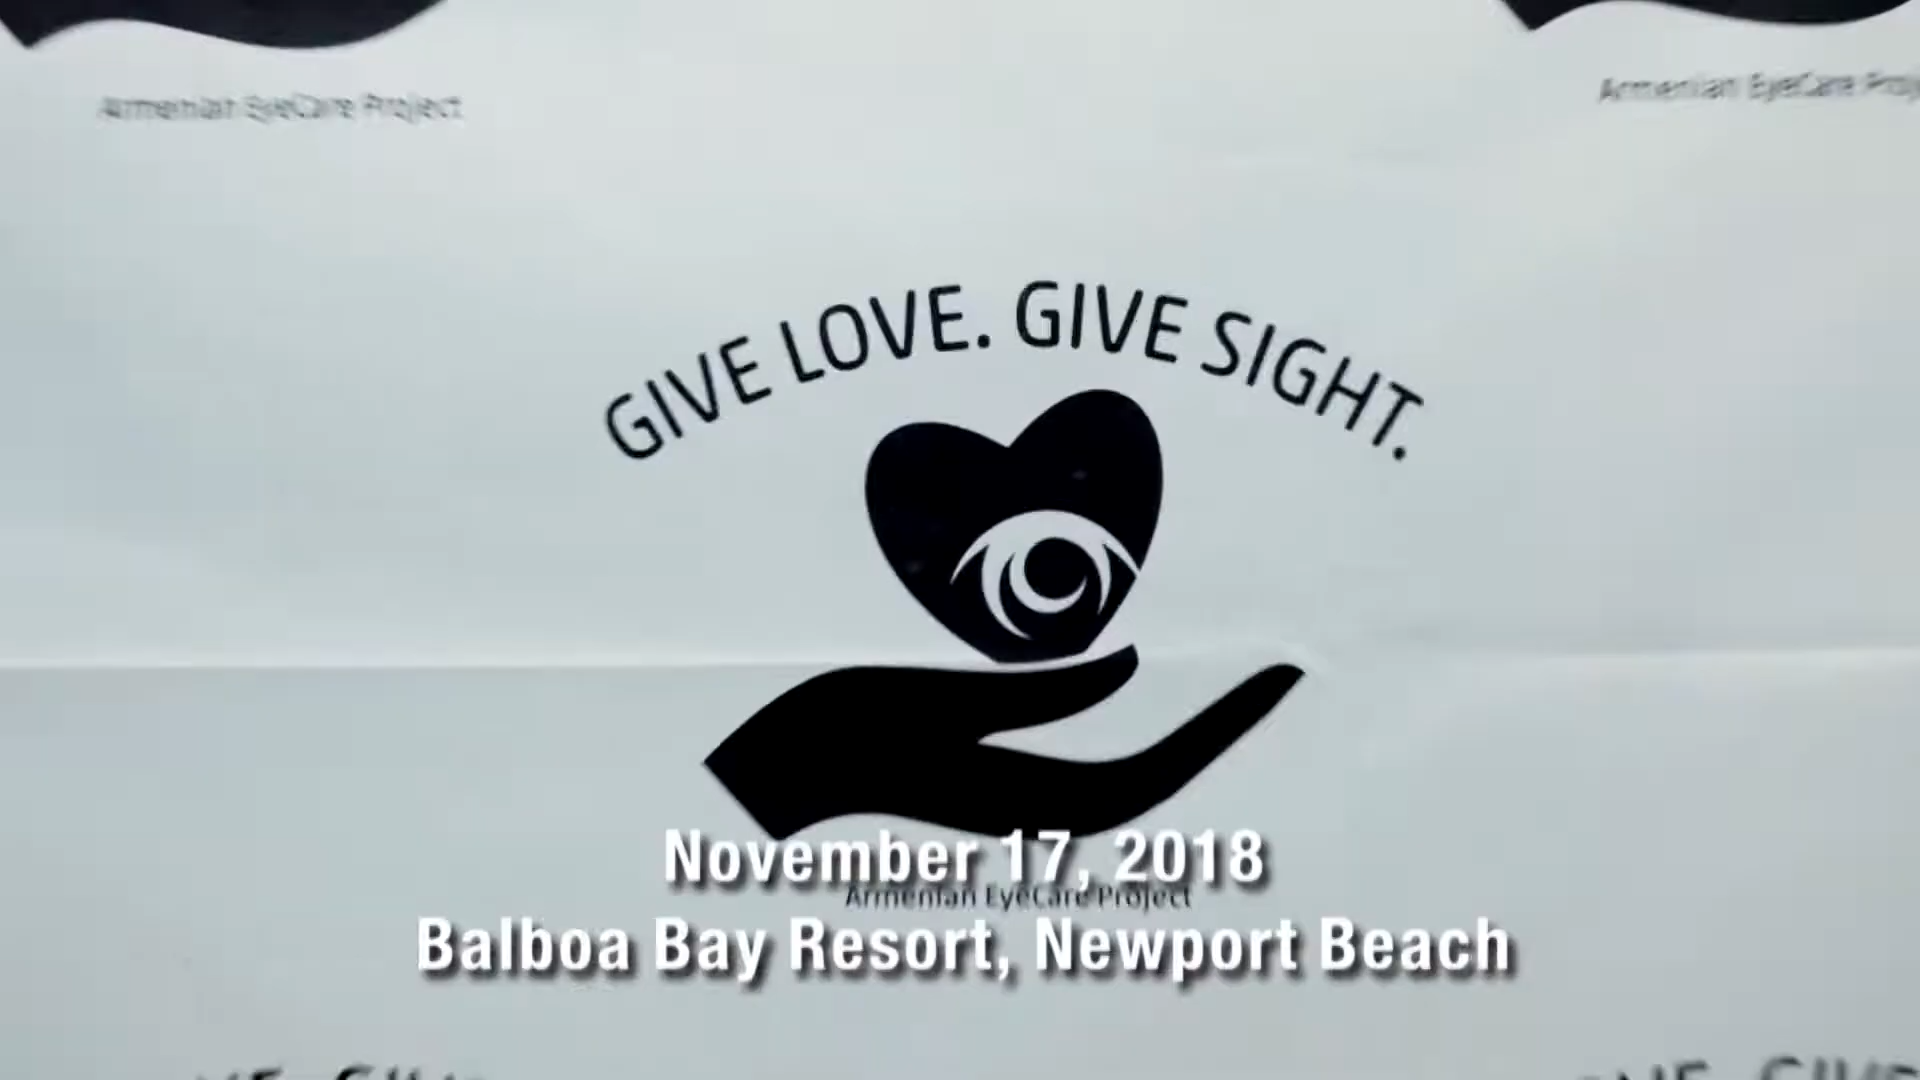 Armenian EyeCare Project
Armenian EyeCare
GIVE LOVE. GIVE SIGHT.
November 17, 2018
Armenian EyeCare Project
Balboa Bay Resort, Newport Beach